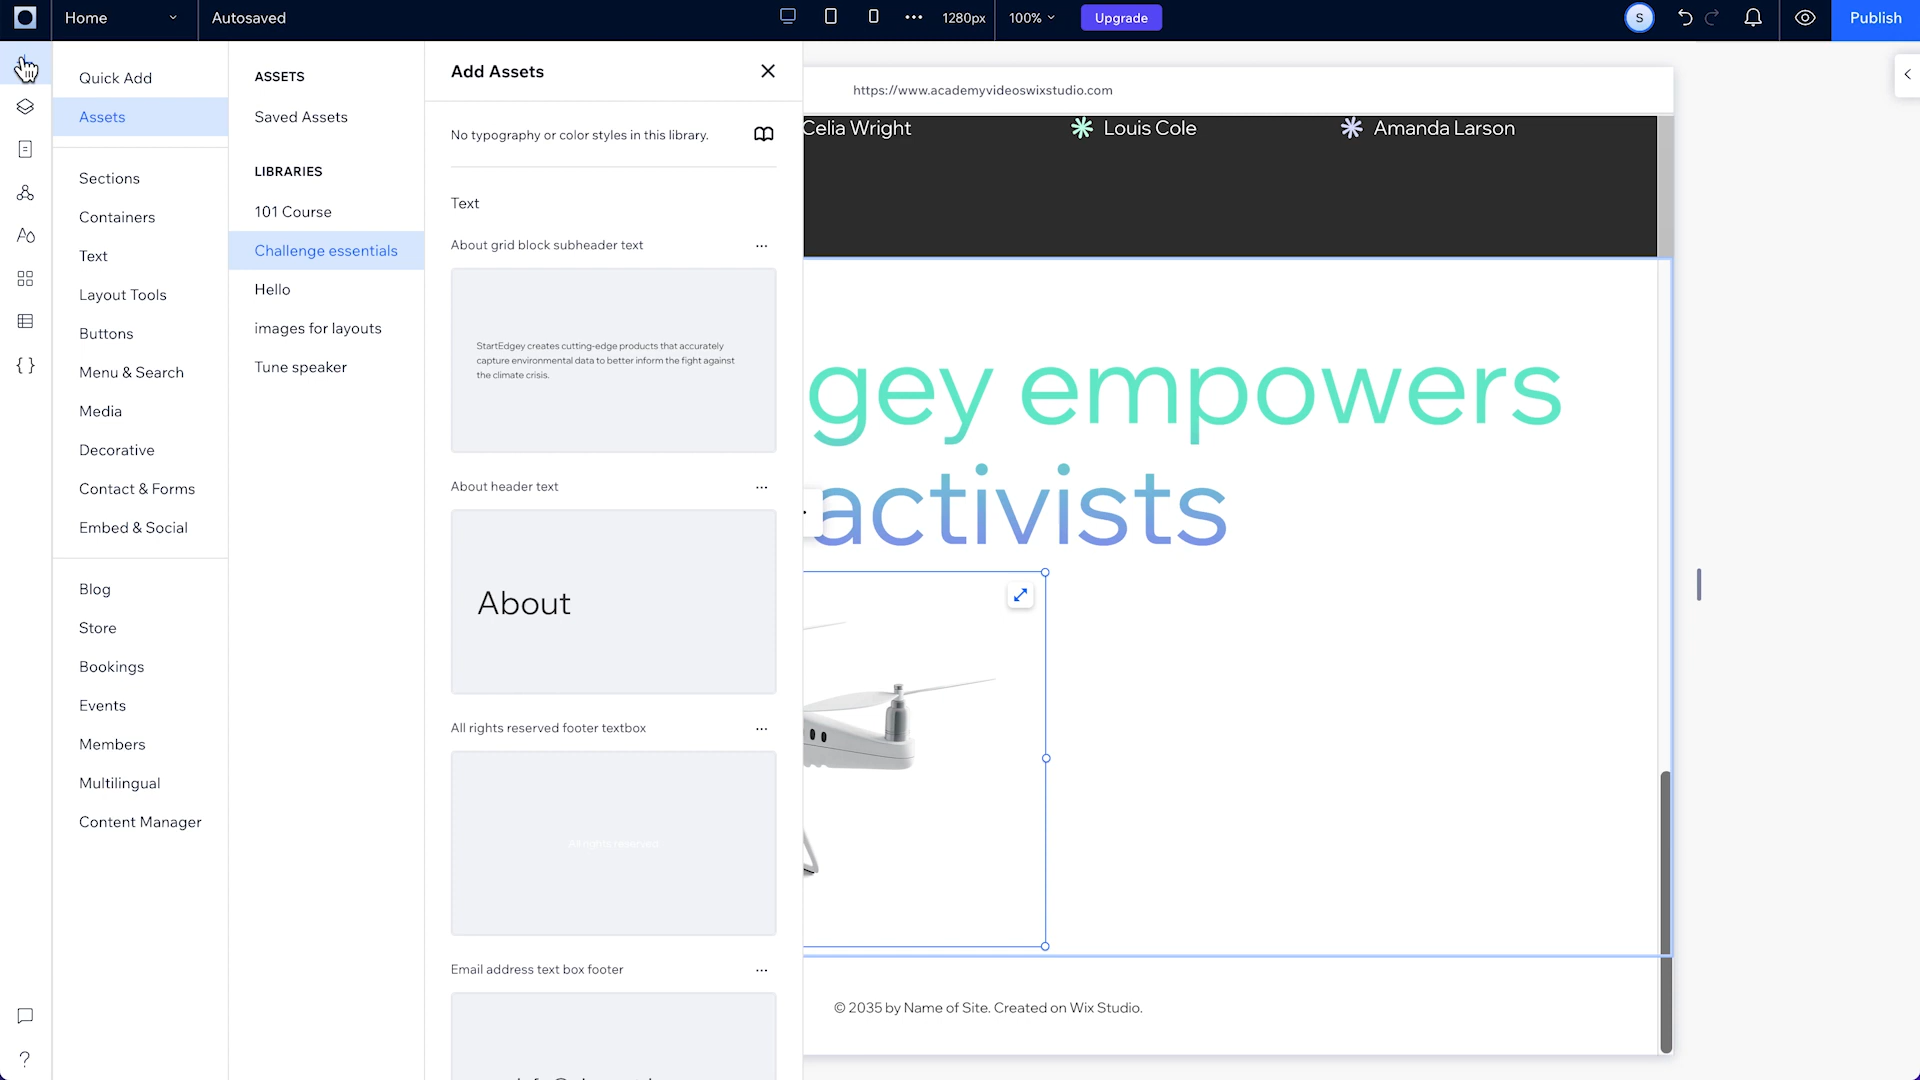 Home
Autosaved
1280px
100%
Upgrade
S
Publish
Quick Add
Assets
Sections
Containers
Text
Layout Tools
Buttons
Menu & Search
Media
Decorative
Contact & Forms
Embed & Social
Blog
Store
Bookings
Events
Members
Multilingual
Content Manager
ASSETS
Saved Assets
LIBRARIES
101 Course
Challenge essentials
Hello
images for layouts
Tune speaker
Add Assets
No typography or color styles in this library.
Text
About grid block subheader text
StartEdgey creates cutting-edge products that accurately
capture environmental data to better inform the fight against
the climate crisis.
About header text
About
All rights reserved footer textbox
All rights reserved
Email address text box footer
https://www.academyvideoswixstudio.com
Celia Wright
Louis Cole
Amanda Larson
gey empowers
activists
© 2035 by Name of Site. Created on Wix Studio.